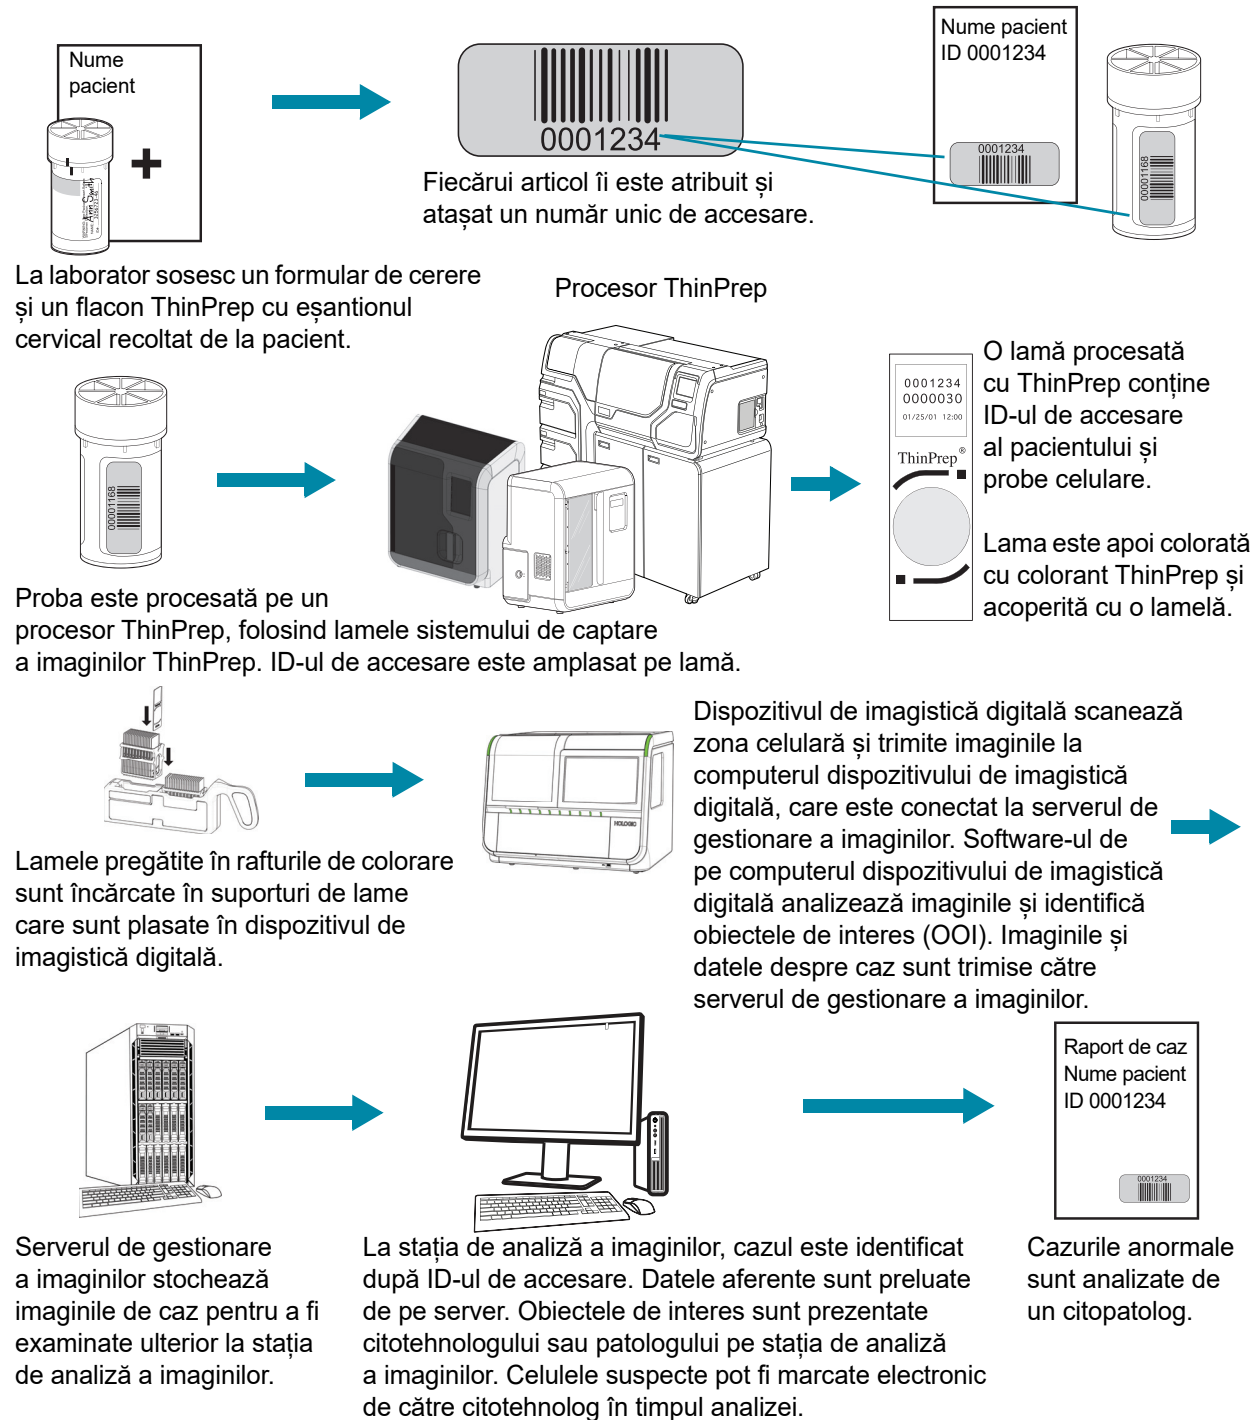 Nume
pacient
Ann Smith
0001234
Fiecărui articol îi este atribuit și
atașat un număr unic de accesare.
Nume pacient
ID 0001234
0001234
00001168
La laborator sosesc un formular de cerere
și un flacon ThinPrep cu eșantionul
cervical recoltat de la pacient.
Procesor ThinPrep
00001168
0001234
0000030
01/25/01 12:00
ThinPrep®
O lamă procesată
cu ThinPrep conține
ID-ul de accesare
al pacientului și
probe celulare.
Lama este apoi colorată
cu colorant ThinPrep și
acoperită cu o lamelă.
Proba este procesată pe un
procesor ThinPrep, folosind lamele sistemului de captare
a imaginilor ThinPrep. ID-ul de accesare este amplasat pe lamă.
HOLOGIC
Lamele pregătite în rafturile de colorare
sunt încărcate în suporturi de lame
care sunt plasate în dispozitivul de
imagistică digitală.
Dispozitivul de imagistică digitală scanează
zona celulară și trimite imaginile la
computerul dispozitivului de imagistică
digitală, care este conectat la serverul de
gestionare a imaginilor. Software-ul de
pe computerul dispozitivului de imagistică
digitală analizează imaginile și identifică
obiectele de interes (OOI). Imaginile și
datele despre caz sunt trimise către
serverul de gestionare a imaginilor.
Serverul de gestionare
a imaginilor stochează
imaginile de caz pentru a fi
examinate ulterior la stația
de analiză a imaginilor.
La stația de analiză a imaginilor, cazul este identificat
după ID-ul de accesare. Datele aferente sunt preluate
de pe server. Obiectele de interes sunt prezentate
citotehnologului sau patologului pe stația de analiză
a imaginilor. Celulele suspecte pot fi marcate electronic
de către citotehnolog în timpul analizei.
Raport de caz
Nume pacient
ID 0001234
0001234
Cazurile anormale
sunt analizate de
un citopatolog.